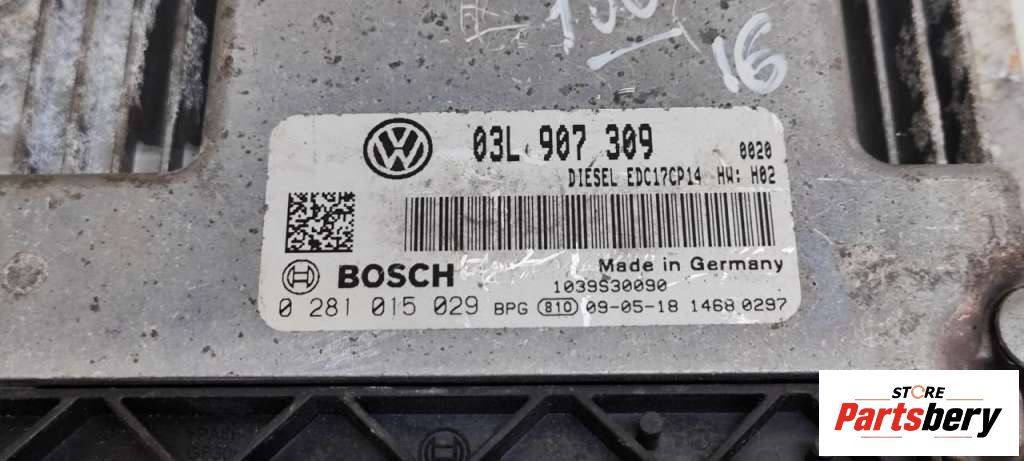 16
03L 907 309
0020
DIESEL EDC17CP14 HW: H02
BOSCH
Made in Germany
1039S30090
0 281 015 029 BPG 810 09-05-18 1468 0297
STORE
Partsbery